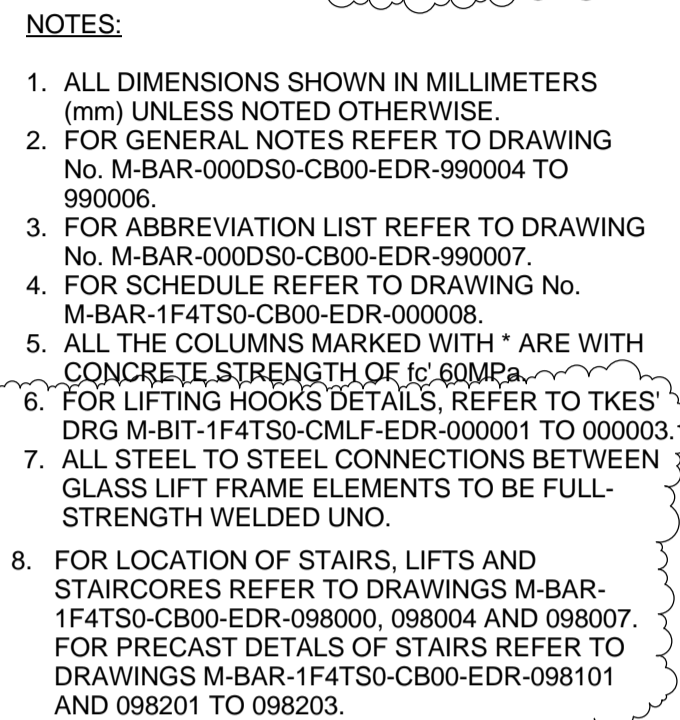 NOTES:
1. ALL DIMENSIONS SHOWN IN MILLIMETERS
(mm) UNLESS NOTED OTHERWISE.
2. FOR GENERAL NOTES REFER TO DRAWING
No. M-BAR-000DS0-CB00-EDR-990004 TO
990006.
3. FOR ABBREVIATION LIST REFER TO DRAWING
No. M-BAR-000DS0-CB00-EDR-990007.
4. FOR SCHEDULE REFER TO DRAWING No.
M-BAR-1F4TS0-CB00-EDR-000008.
5. ALL THE COLUMNS MARKED WITH * ARE WITH
CONCRETE STRENGTH OF fc' 60MPa
6. FOR LIFTING HOOKS DETAILS, REFER TO TKES'
DRG M-BIT-1F4TS0-CMLF-EDR-000001 TO 000003.
7. ALL STEEL TO STEEL CONNECTIONS BETWEEN
GLASS LIFT FRAME ELEMENTS TO BE FULL-
STRENGTH WELDED UNO.
8. FOR LOCATION OF STAIRS, LIFTS AND
STAIRCORES REFER TO DRAWINGS M-BAR-
1F4TS0-CB00-EDR-098000, 098004 AND 098007.
FOR PRECAST DETALS OF STAIRS REFER TO
DRAWINGS M-BAR-1F4TS0-CB00-EDR-098101
AND 098201 TO 098203.